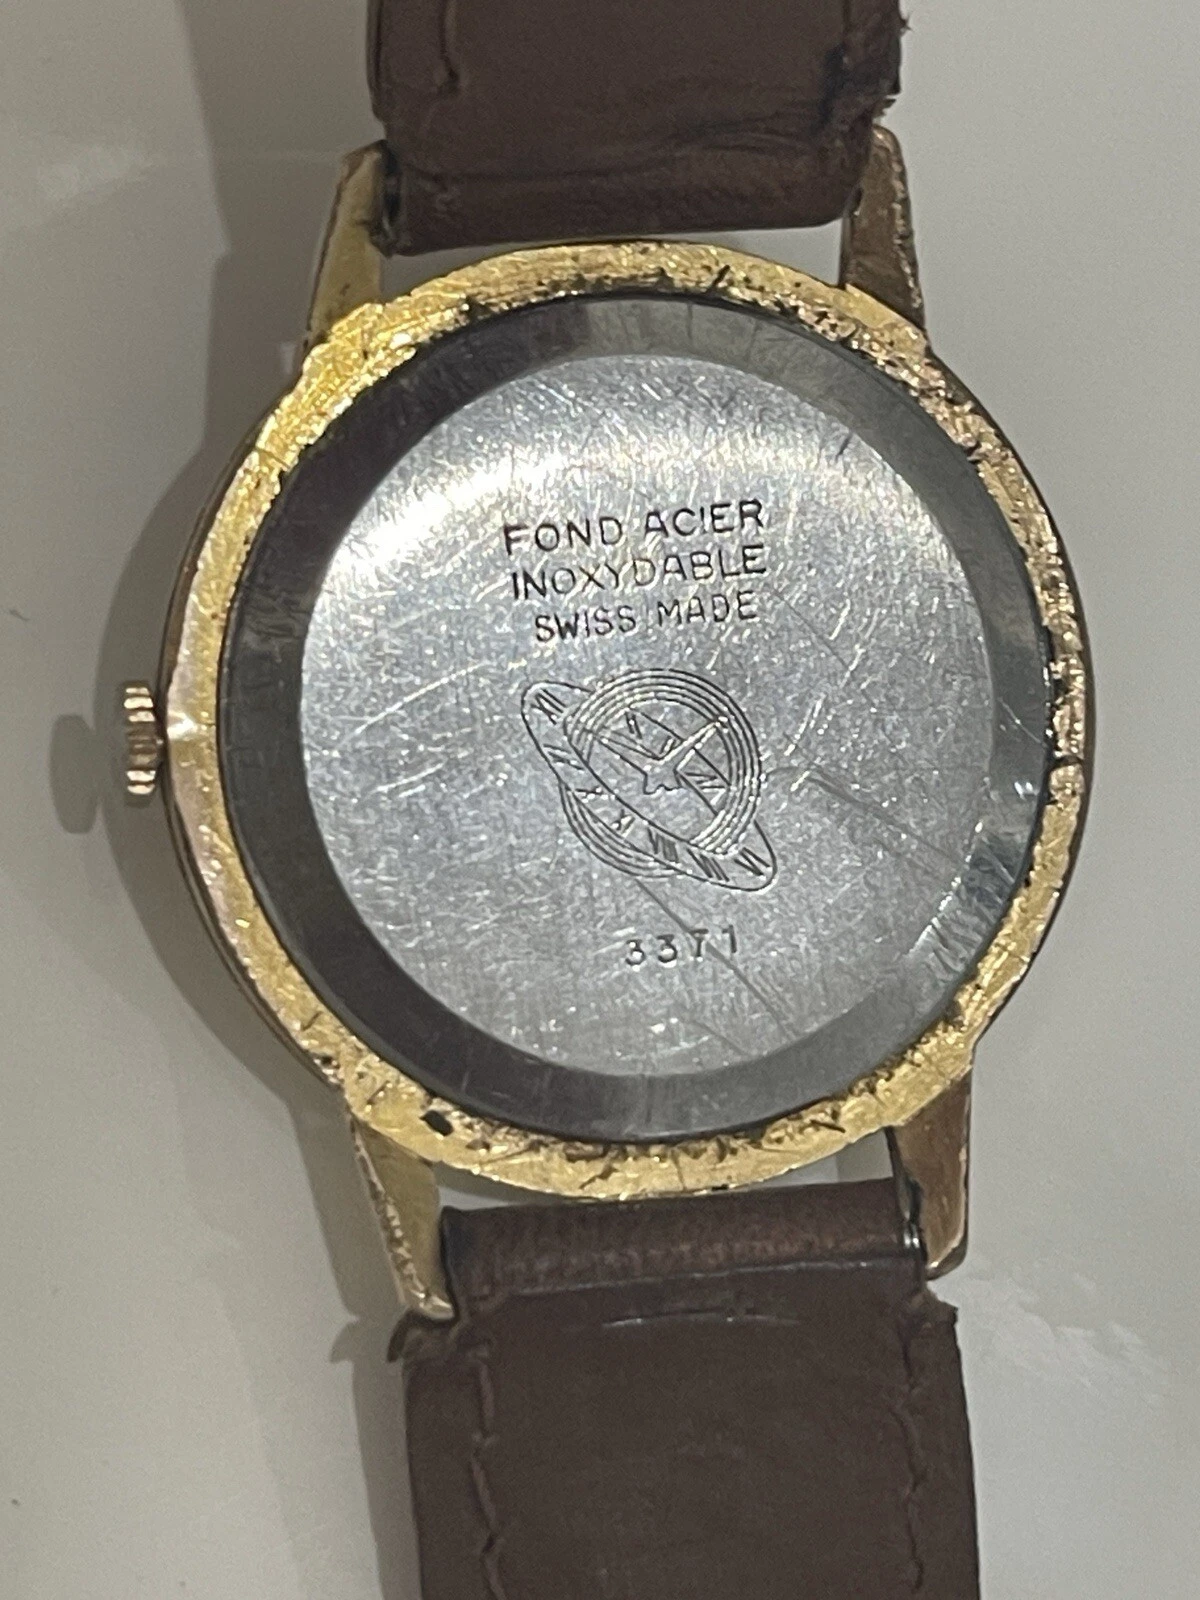 FOND ACIER
INOXYDABLE
SWISS MADE
3371